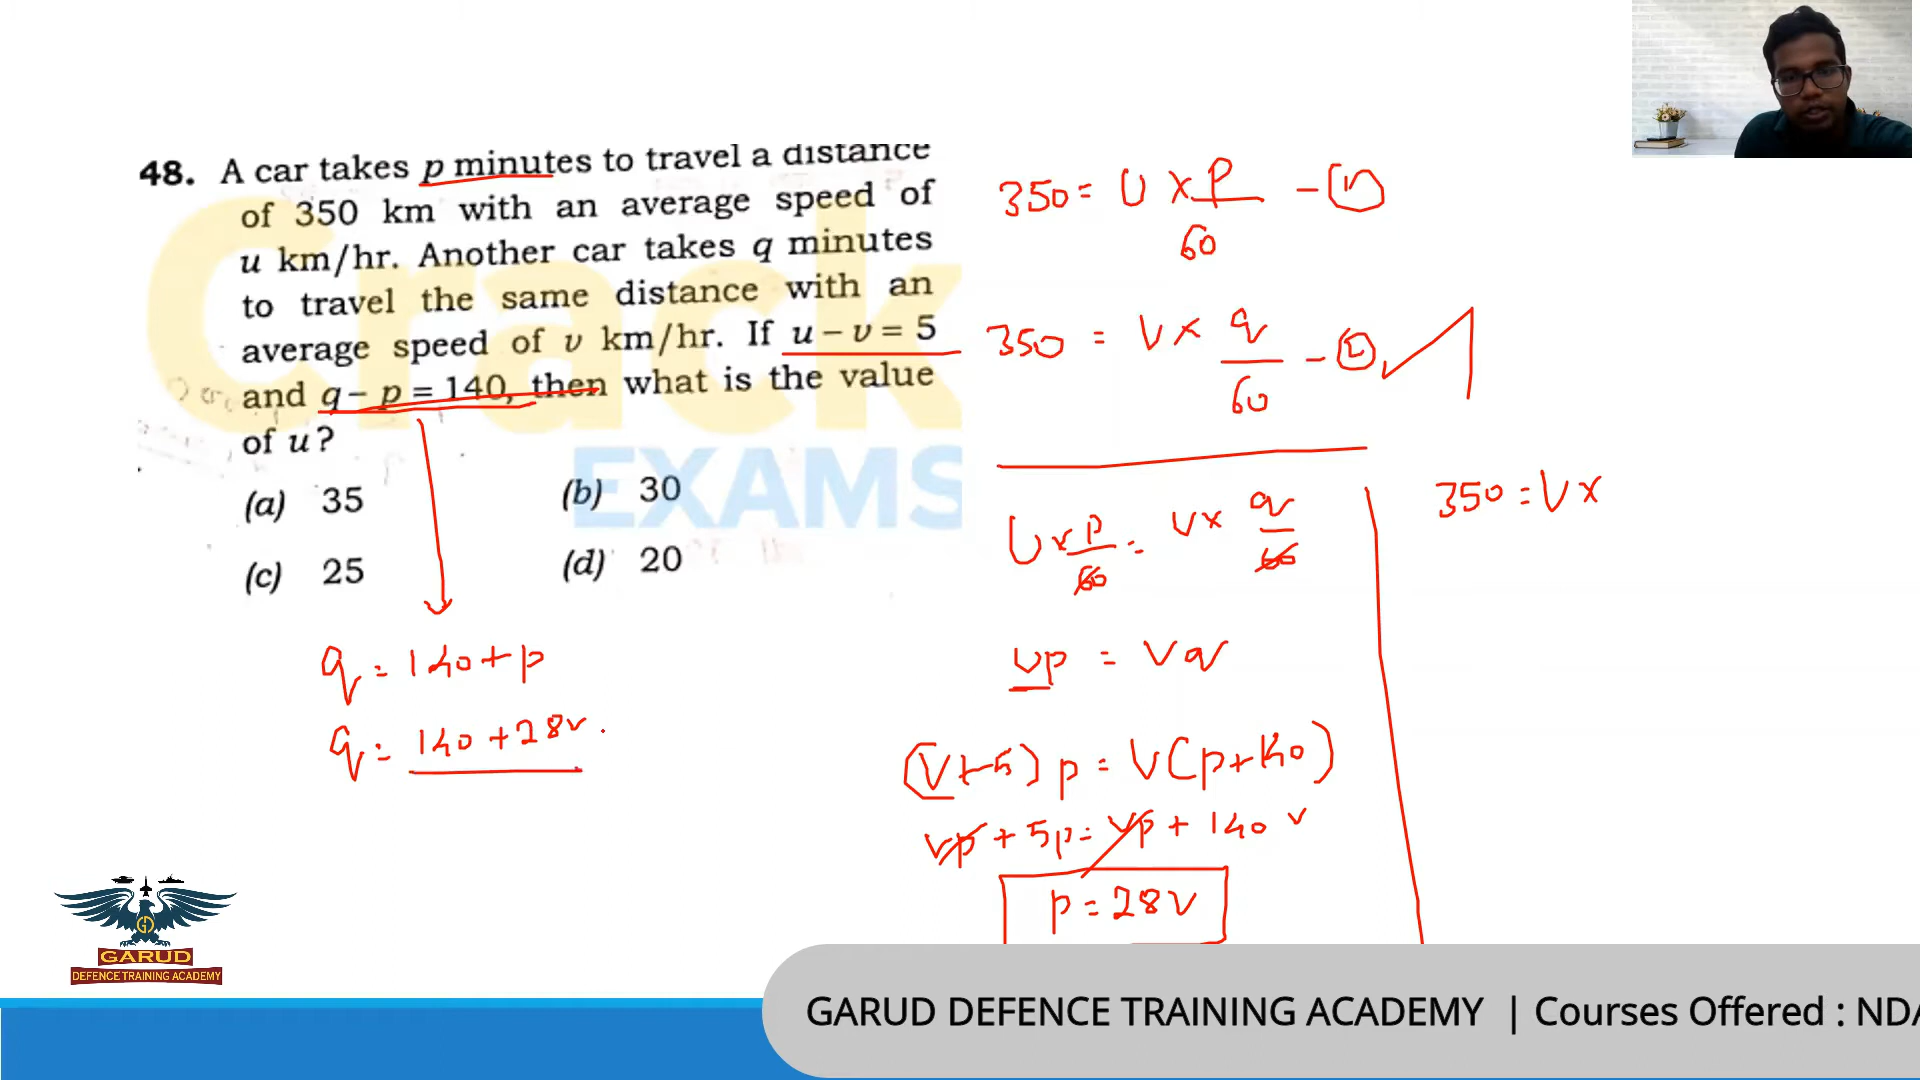 48. A car takes p minutes to travel a distance
of 350 km with an average speed of
u km/hr. Another car takes q minutes
to travel the same distance with an
average speed of v km/hr. If u – v = 5
and q – p = 140, then what is the value
of u?
(a) 35
(b) 30
(c) 25
(d) 20
Crack
EXAMS
q = 140 + p
q = 140 + 28v
350 = U × p/60 – ①
350 = V × q/60 – ②
U × p/60 = V × q/60
Up = Vq
(V+5) p = V(p+140)
Vp + 5p = Vp + 140 V
p = 28V
350 = V ×
GD
GARUD
DEFENCE TRAINING ACADEMY
GARUD DEFENCE TRAINING ACADEMY | Courses Offered : NDA